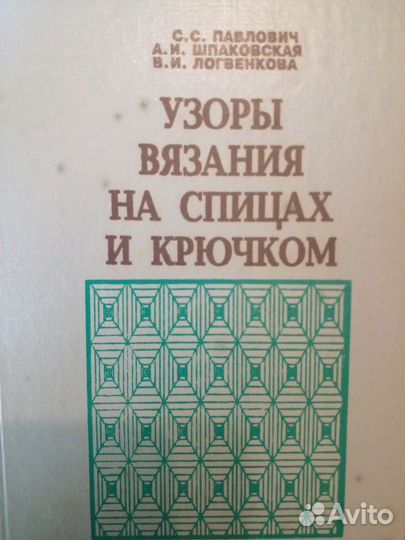 С.С. ПАВЛОВИЧ
А.И. ШПАКОВСКАЯ
В.И. ЛОГВЕНКОВА
УЗОРЫ
ВЯЗАНИЯ
НА СПИЦАХ
И КРЮЧКОМ
Avito